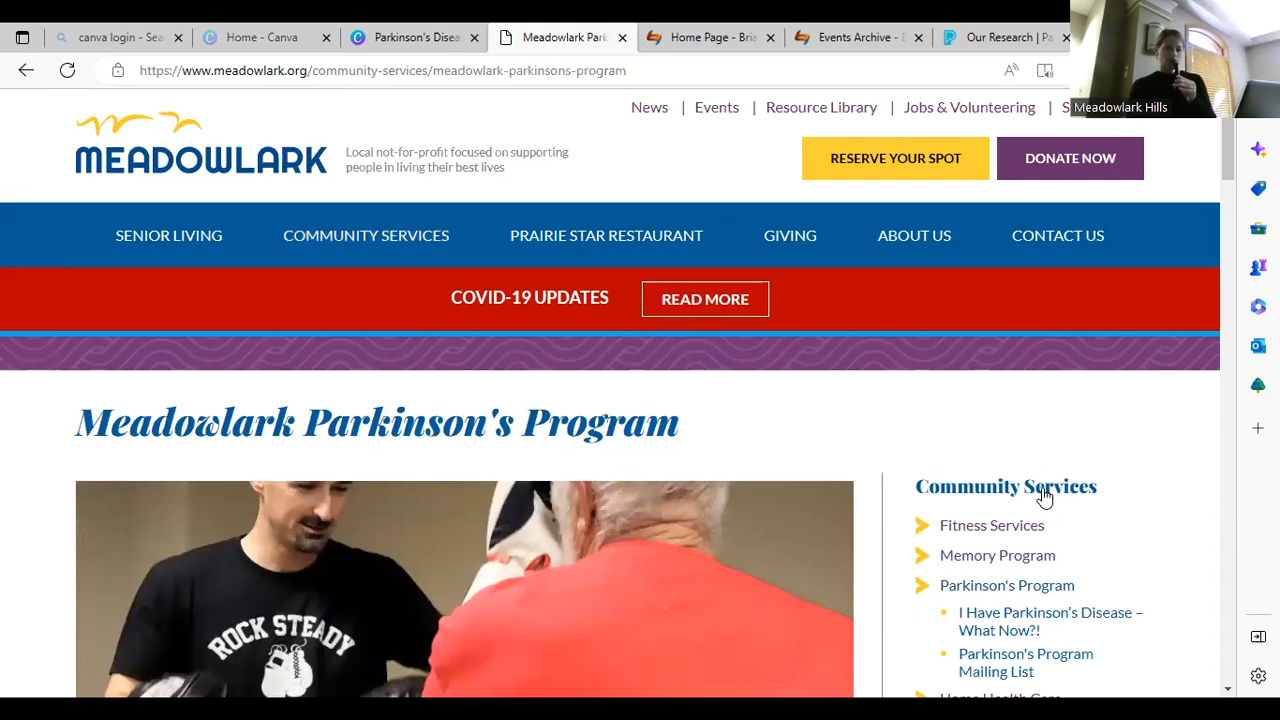 canva login - Sea
Home - Canva
Parkinson's Disea
Meadowlark Park
Home Page - Bria
Events Archive - B
Our Research | Pa
https://www.meadowlark.org/community-services/meadowlark-parkinsons-program
Meadowlark Hills
News | Events | Resource Library | Jobs & Volunteering | S
MEADOWLARK
Local not-for-profit focused on supporting
people in living their best lives
RESERVE YOUR SPOT
DONATE NOW
SENIOR LIVING
COMMUNITY SERVICES
PRAIRIE STAR RESTAURANT
GIVING
ABOUT US
CONTACT US
COVID-19 UPDATES
READ MORE
Meadowlark Parkinson's Program
ROCK STEADY
Community Services
Fitness Services
Memory Program
Parkinson's Program
I Have Parkinson's Disease –
What Now?!
Parkinson's Program
Mailing List
Home Health Care